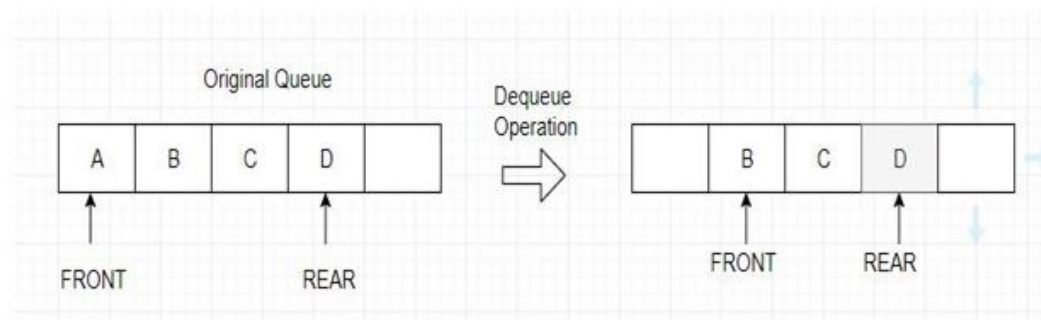 Original Queue
Dequeue
Operation
A B C D
B C D
FRONT
REAR
FRONT
REAR